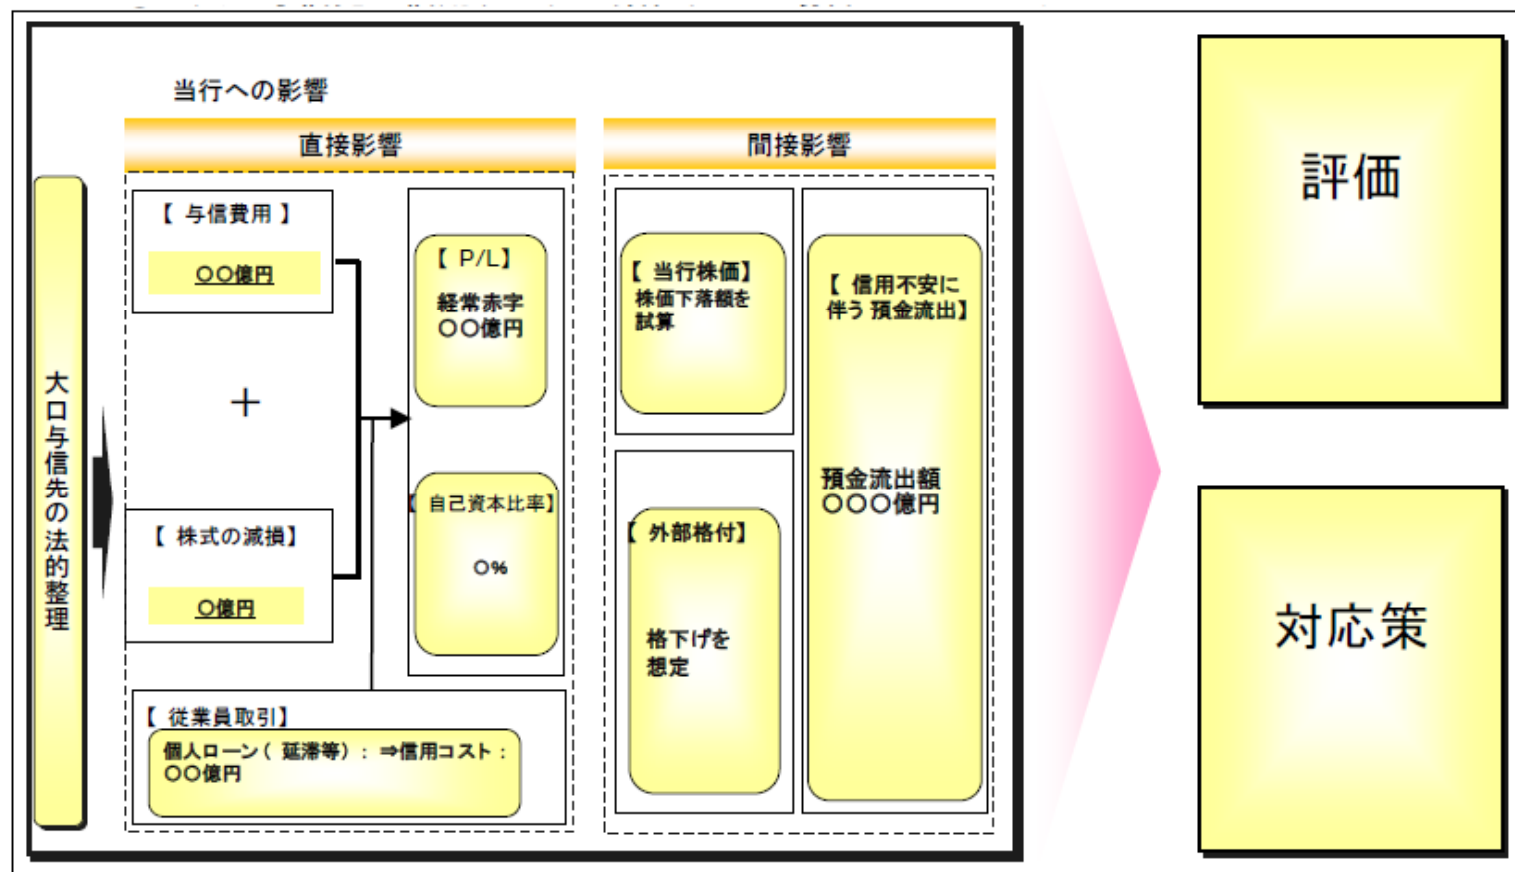 当行への影響
直接影響
間接影響
大口与信先の法的整理
【 与信費用 】
〇〇億円
＋
【 株式の減損】
〇億円
【 P/L】
経常赤字
〇〇億円
【 自己資本比率】
〇%
【 従業員取引】
個人ローン( 延滞等) : ⇒信用コスト :
〇〇億円
【 当行株価】
株価下落額を
試算
【 外部格付】
格下げを
想定
【 信用不安に
伴う 預金流出】
預金流出額
〇〇〇億円
評価
対応策